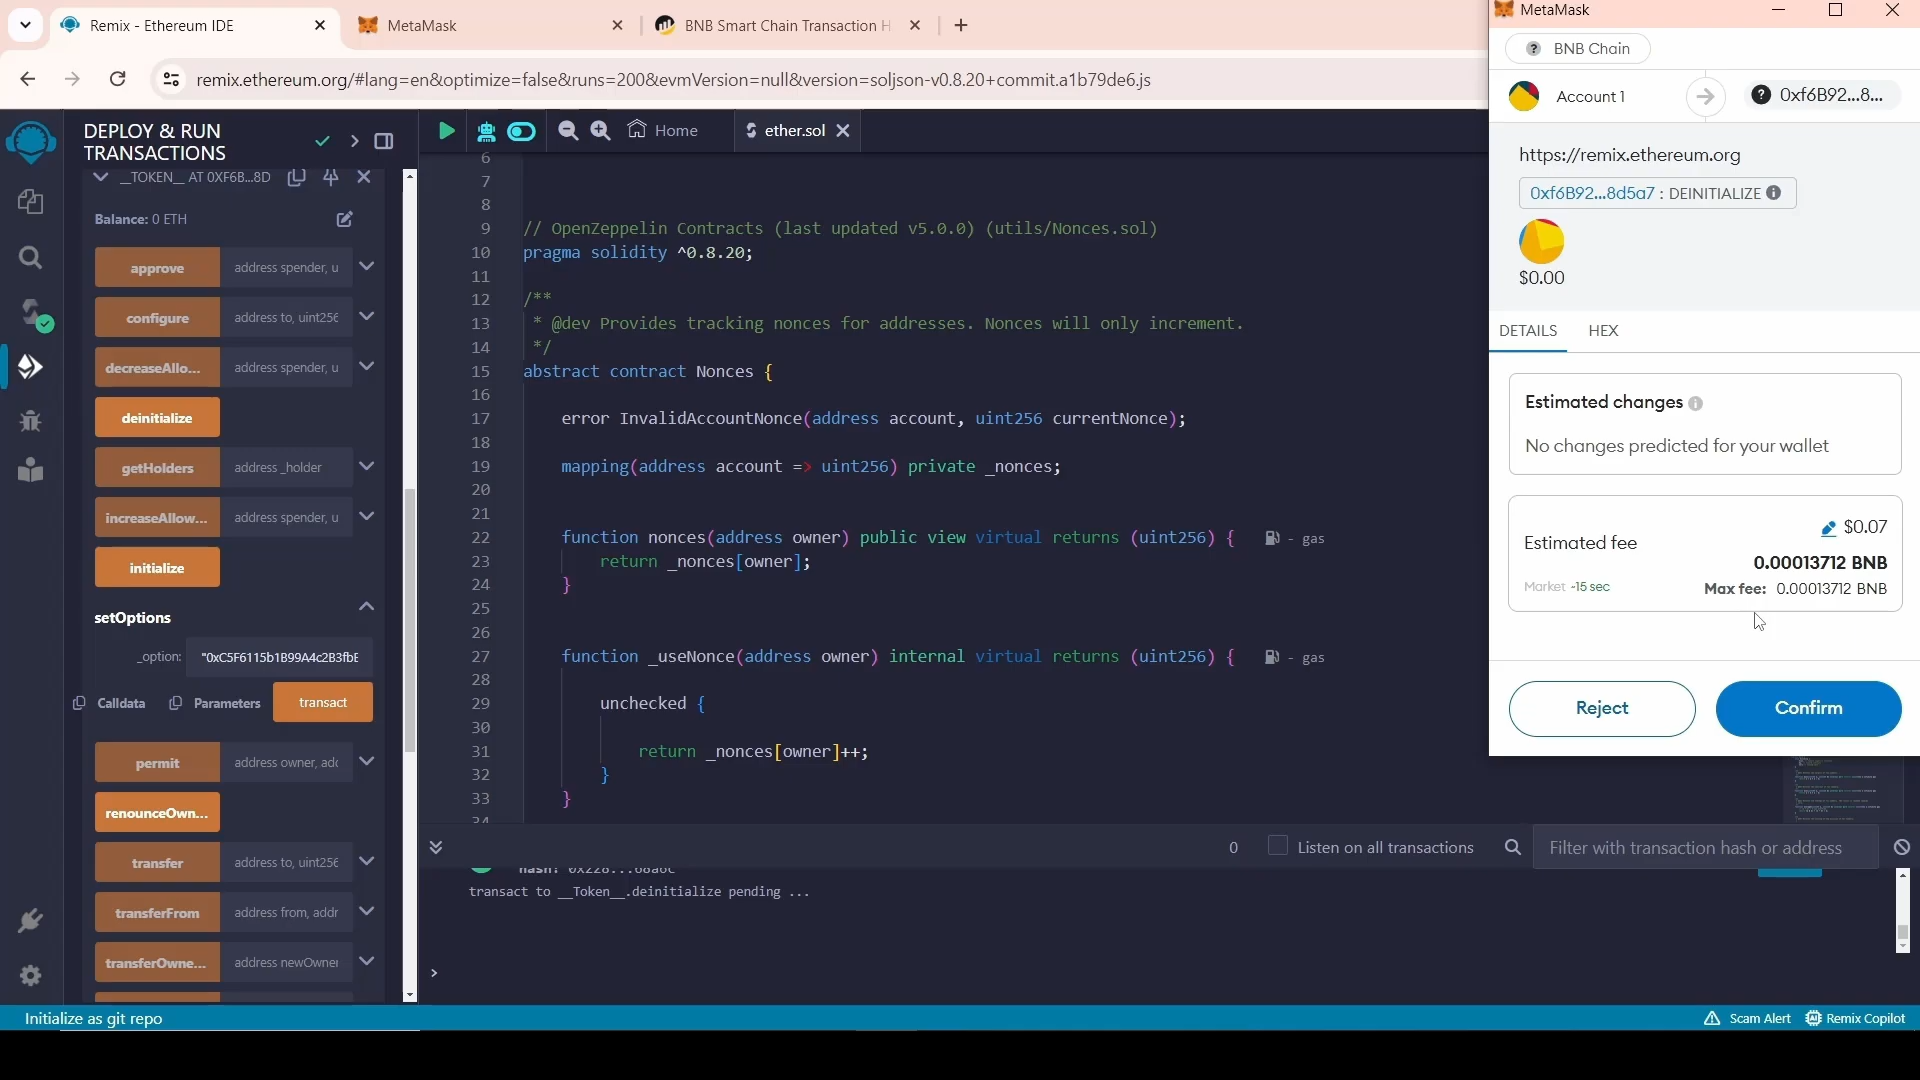 Remix - Ethereum IDE
MetaMask
BNB Smart Chain Transaction H
remix.ethereum.org/#lang=en&optimize=false&runs=200&evmVersion=null&version=soljson-v0.8.20+commit.a1b79de6.js
DEPLOY & RUN
TRANSACTIONS
__TOKEN__ AT 0XF6B...8D
Balance: 0 ETH
approve address spender, u
configure address to, uint256
decreaseAllo... address spender, u
deinitialize
getHolders address _holder
increaseAllow... address spender, u
initialize
setOptions
_option: "0xC5F6115b1B99A4c2B3fbE
Calldata Parameters transact
permit address owner, adc
renounceOwn...
transfer address to, uint256
transferFrom address from, addr
transferOwne... address newOwner
Home
ether.sol
6
7
8
9 // OpenZeppelin Contracts (last updated v5.0.0) (utils/Nonces.sol)
10 pragma solidity ^0.8.20;
11
12 /**
13 * @dev Provides tracking nonces for addresses. Nonces will only increment.
14 */
15 abstract contract Nonces {
16
17 error InvalidAccountNonce(address account, uint256 currentNonce);
18
19 mapping(address account => uint256) private _nonces;
20
21
22 function nonces(address owner) public view virtual returns (uint256) { - gas
23 return _nonces[owner];
24 }
25
26
27 function _useNonce(address owner) internal virtual returns (uint256) { - gas
28
29 unchecked {
30
31 return _nonces[owner]++;
32 }
33 }
34
0
Listen on all transactions
Filter with transaction hash or address
hash: 0x228...68a6c
transact to __Token__.deinitialize pending ...
>
Initialize as git repo
Scam Alert
Remix Copilot
MetaMask
BNB Chain
Account 1
0xf6B92...8...
https://remix.ethereum.org
0xf6B92...8d5a7 : DEINITIALIZE
$0.00
DETAILS
HEX
Estimated changes
No changes predicted for your wallet
$0.07
Estimated fee
0.00013712 BNB
Market ~15 sec
Max fee: 0.00013712 BNB
Reject
Confirm